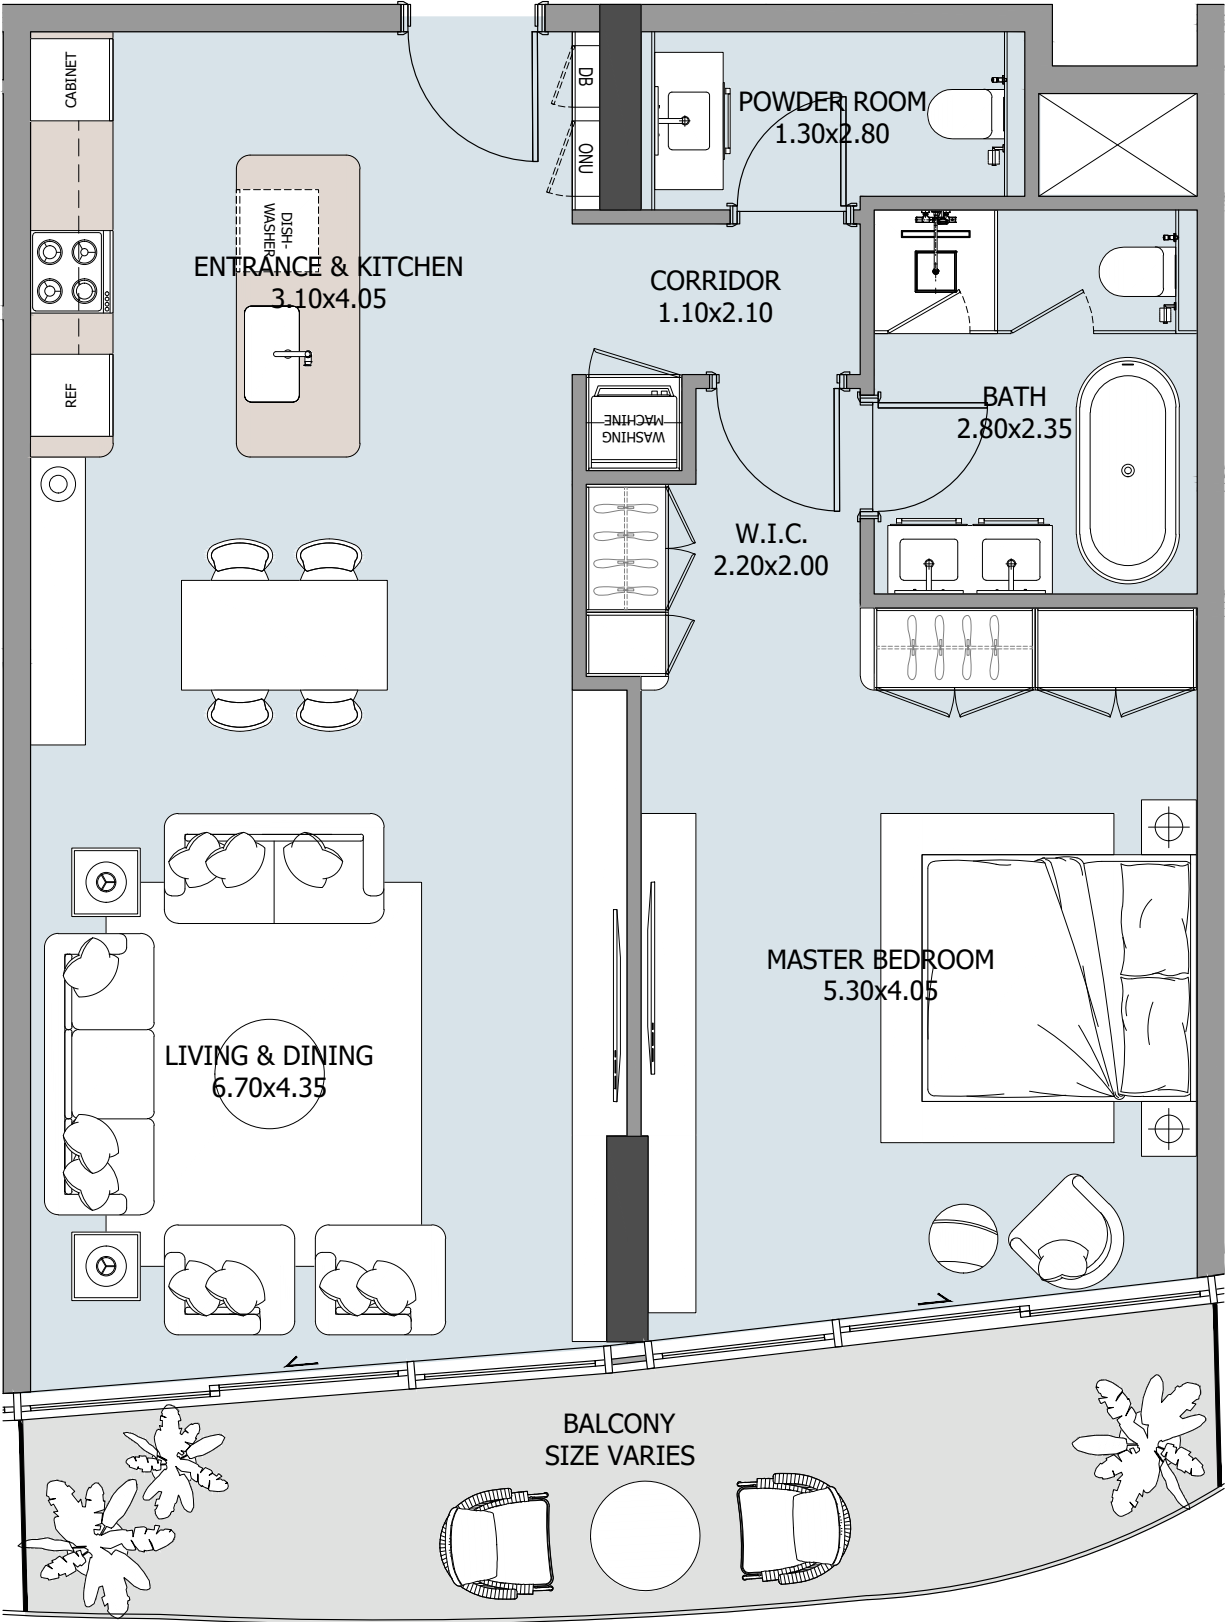 CABINET
DB
ONU
POWDER ROOM
1.30x2.80
DISH-
WASHER
ENTRANCE & KITCHEN
3.10x4.05
CORRIDOR
1.10x2.10
REF
WASHING
MACHINE
BATH
2.80x2.35
W.I.C.
2.20x2.00
MASTER BEDROOM
5.30x4.05
LIVING & DINING
6.70x4.35
BALCONY
SIZE VARIES